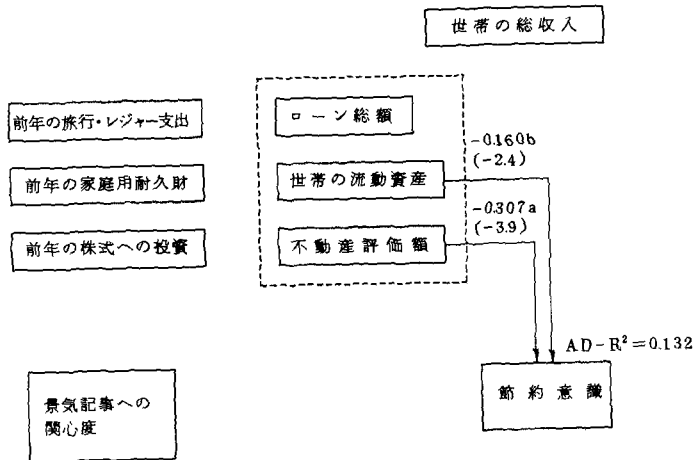 世帯の総収入
前年の旅行・レジャー支出
ローン総額
-0.160b
(-2.4)
前年の家庭用耐久財
世帯の流動資産
-0.307a
(-3.9)
前年の株式への投資
不動産評価額
AD-R²=0.132
節約意識
景気記事への
関心度